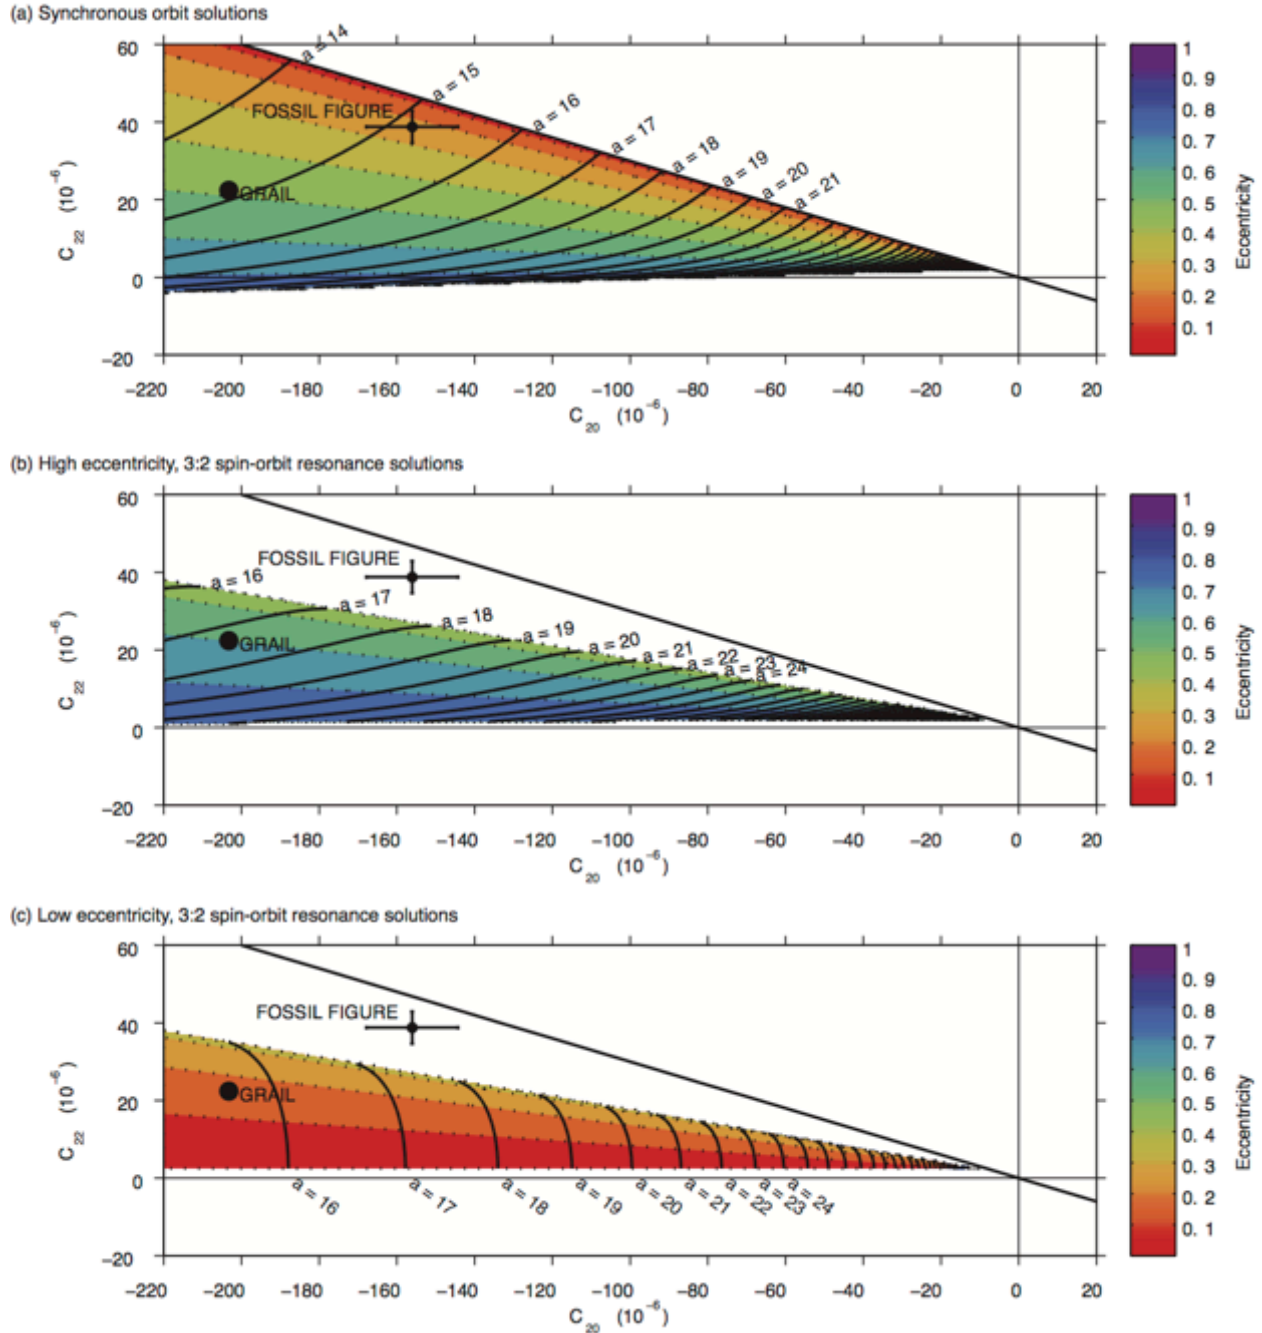 (a) Synchronous orbit solutions
60
40
20
0
−20
C22 (10−6)
a = 14
a = 15
a = 16
a = 17
a = 18
a = 19
a = 20
a = 21
FOSSIL FIGURE
GRAIL
−220 −200 −180 −160 −140 −120 −100 −80 −60 −40 −20 0 20
C20 (10−6)
1
0. 9
0. 8
0. 7
0. 6
0. 5
0. 4
0. 3
0. 2
0. 1
Eccentricity
(b) High eccentricity, 3:2 spin-orbit resonance solutions
60
40
20
0
−20
C22 (10−6)
FOSSIL FIGURE
a = 16
a = 17
a = 18
a = 19
a = 20
a = 21
a = 22
a = 23
a = 24
GRAIL
−220 −200 −180 −160 −140 −120 −100 −80 −60 −40 −20 0 20
C20 (10−6)
1
0. 9
0. 8
0. 7
0. 6
0. 5
0. 4
0. 3
0. 2
0. 1
Eccentricity
(c) Low eccentricity, 3:2 spin-orbit resonance solutions
60
40
20
0
−20
C22 (10−6)
FOSSIL FIGURE
GRAIL
a = 16
a = 17
a = 18
a = 19
a = 20
a = 21
a = 22
a = 23
a = 24
−220 −200 −180 −160 −140 −120 −100 −80 −60 −40 −20 0 20
C20 (10−6)
1
0. 9
0. 8
0. 7
0. 6
0. 5
0. 4
0. 3
0. 2
0. 1
Eccentricity